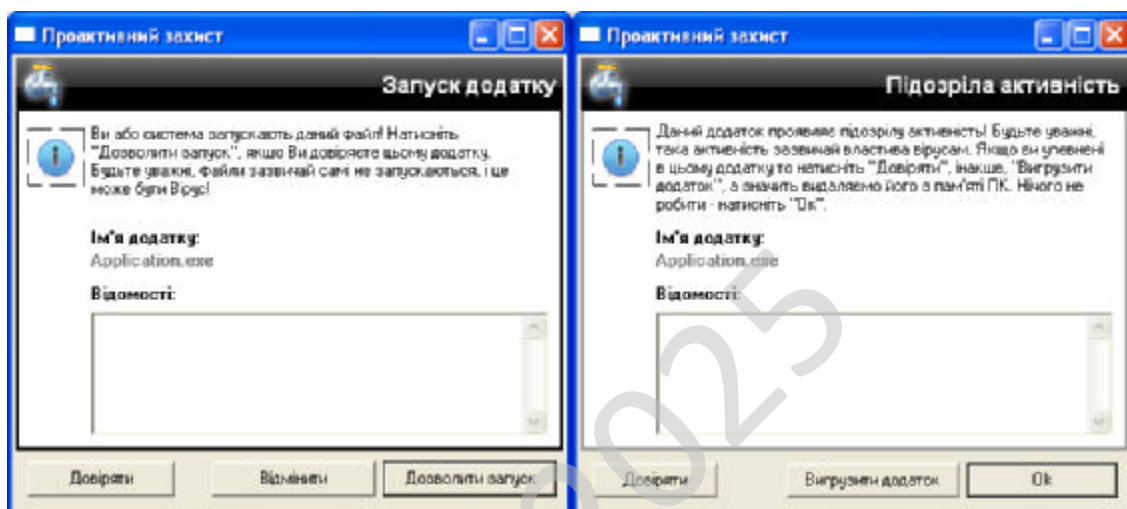 Проактивний захист
Запуск додатку
Ви або система запускають даний файл! Натисніть
"Дозволити запуск", якщо Ви довіряєте цьому додатку.
Будьте уважні, файли зазвичай самі не запускаються, і це
може бути Вірус!
Ім'я додатку:
Application.exe
Відомості:
Довіряти
Відмінити
Дозволити запуск
Проактивний захист
Підозріла активність
Даний додаток проявляє підозрілу активність! Будьте уважні,
така активність зазвичай властива вірусам. Якщо ви упевнені
в цьому додатку то натисніть "Довіряти", інакше, "Вигрузити
додаток", а значить видаляємо його з пам'яті ПК. Нічого не
робити - натисніть "Ok".
Ім'я додатку:
Application.exe
Відомості:
Довіряти
Вигрузити додаток
Ok
2025